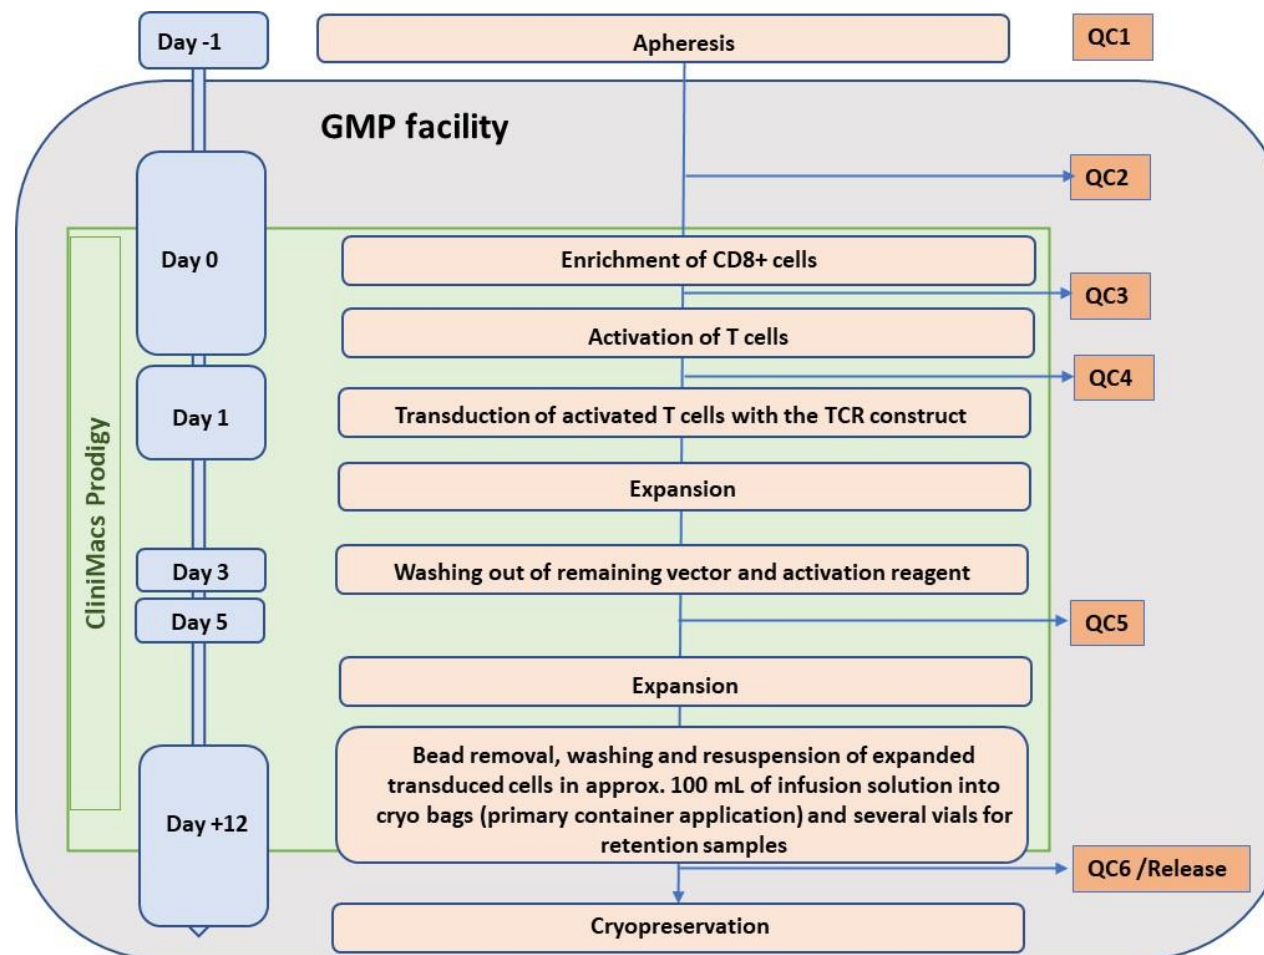 Day -1
Apheresis
QC1
GMP facility
QC2
Day 0
Enrichment of CD8+ cells
QC3
Activation of T cells
QC4
Day 1
Transduction of activated T cells with the TCR construct
CliniMacs Prodigy
Expansion
Day 3
Washing out of remaining vector and activation reagent
Day 5
QC5
Expansion
Bead removal, washing and resuspension of expanded
transduced cells in approx. 100 mL of infusion solution into
cryo bags (primary container application) and several vials for
retention samples
Day +12
QC6 /Release
Cryopreservation